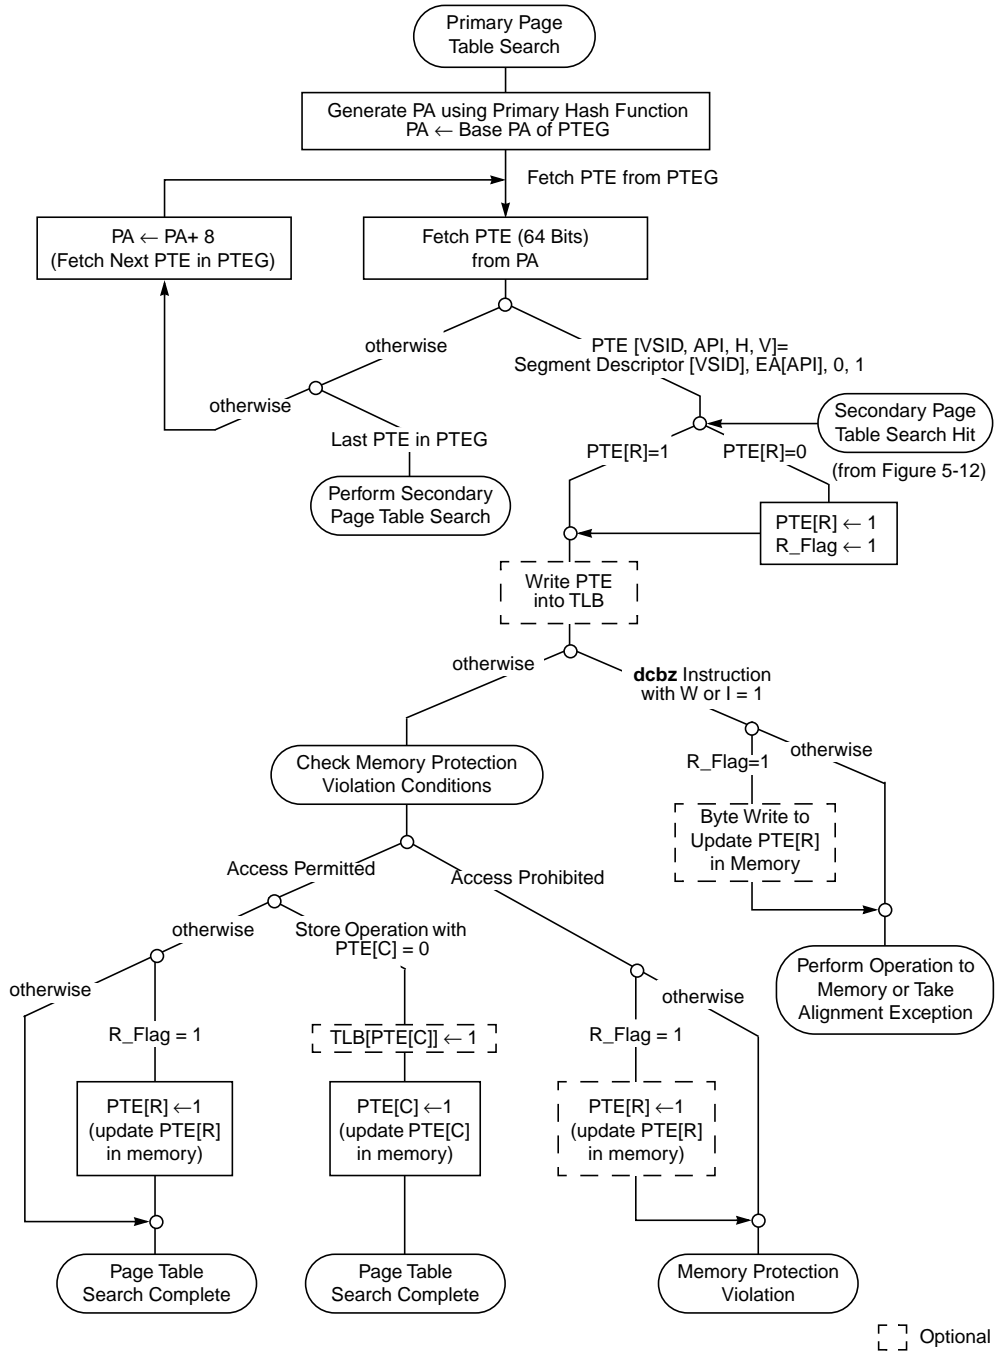 Primary Page
Table Search
Generate PA using Primary Hash Function
PA ← Base PA of PTEG
Fetch PTE from PTEG
PA ← PA+ 8
(Fetch Next PTE in PTEG)
Fetch PTE (64 Bits)
from PA
otherwise
PTE [VSID, API, H, V]=
Segment Descriptor [VSID], EA[API], 0, 1
otherwise
Last PTE in PTEG
Secondary Page
Table Search Hit
(from Figure 5-12)
PTE[R]=1
PTE[R]=0
Perform Secondary
Page Table Search
PTE[R] ← 1
R_Flag ← 1
Write PTE
into TLB
otherwise
dcbz Instruction
with W or I = 1
Check Memory Protection
Violation Conditions
R_Flag=1
otherwise
Byte Write to
Update PTE[R]
in Memory
Access Permitted
Access Prohibited
otherwise
Store Operation with
PTE[C] = 0
Perform Operation to
Memory or Take
Alignment Exception
otherwise
R_Flag = 1
TLB[PTE[C]] ← 1
R_Flag = 1
otherwise
PTE[R] ←1
(update PTE[R]
in memory)
PTE[C] ←1
(update PTE[C]
in memory)
PTE[R] ←1
(update PTE[R]
in memory)
Page Table
Search Complete
Page Table
Search Complete
Memory Protection
Violation
Optional